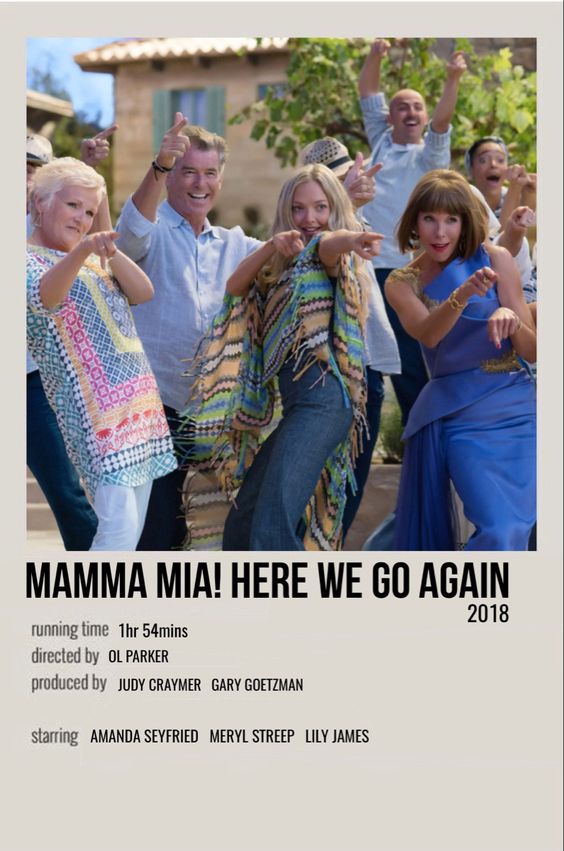 MAMMA MIA! HERE WE GO AGAIN
2018
running time 1hr 54mins
directed by OL PARKER
produced by JUDY CRAYMER GARY GOETZMAN
starring AMANDA SEYFRIED MERYL STREEP LILY JAMES